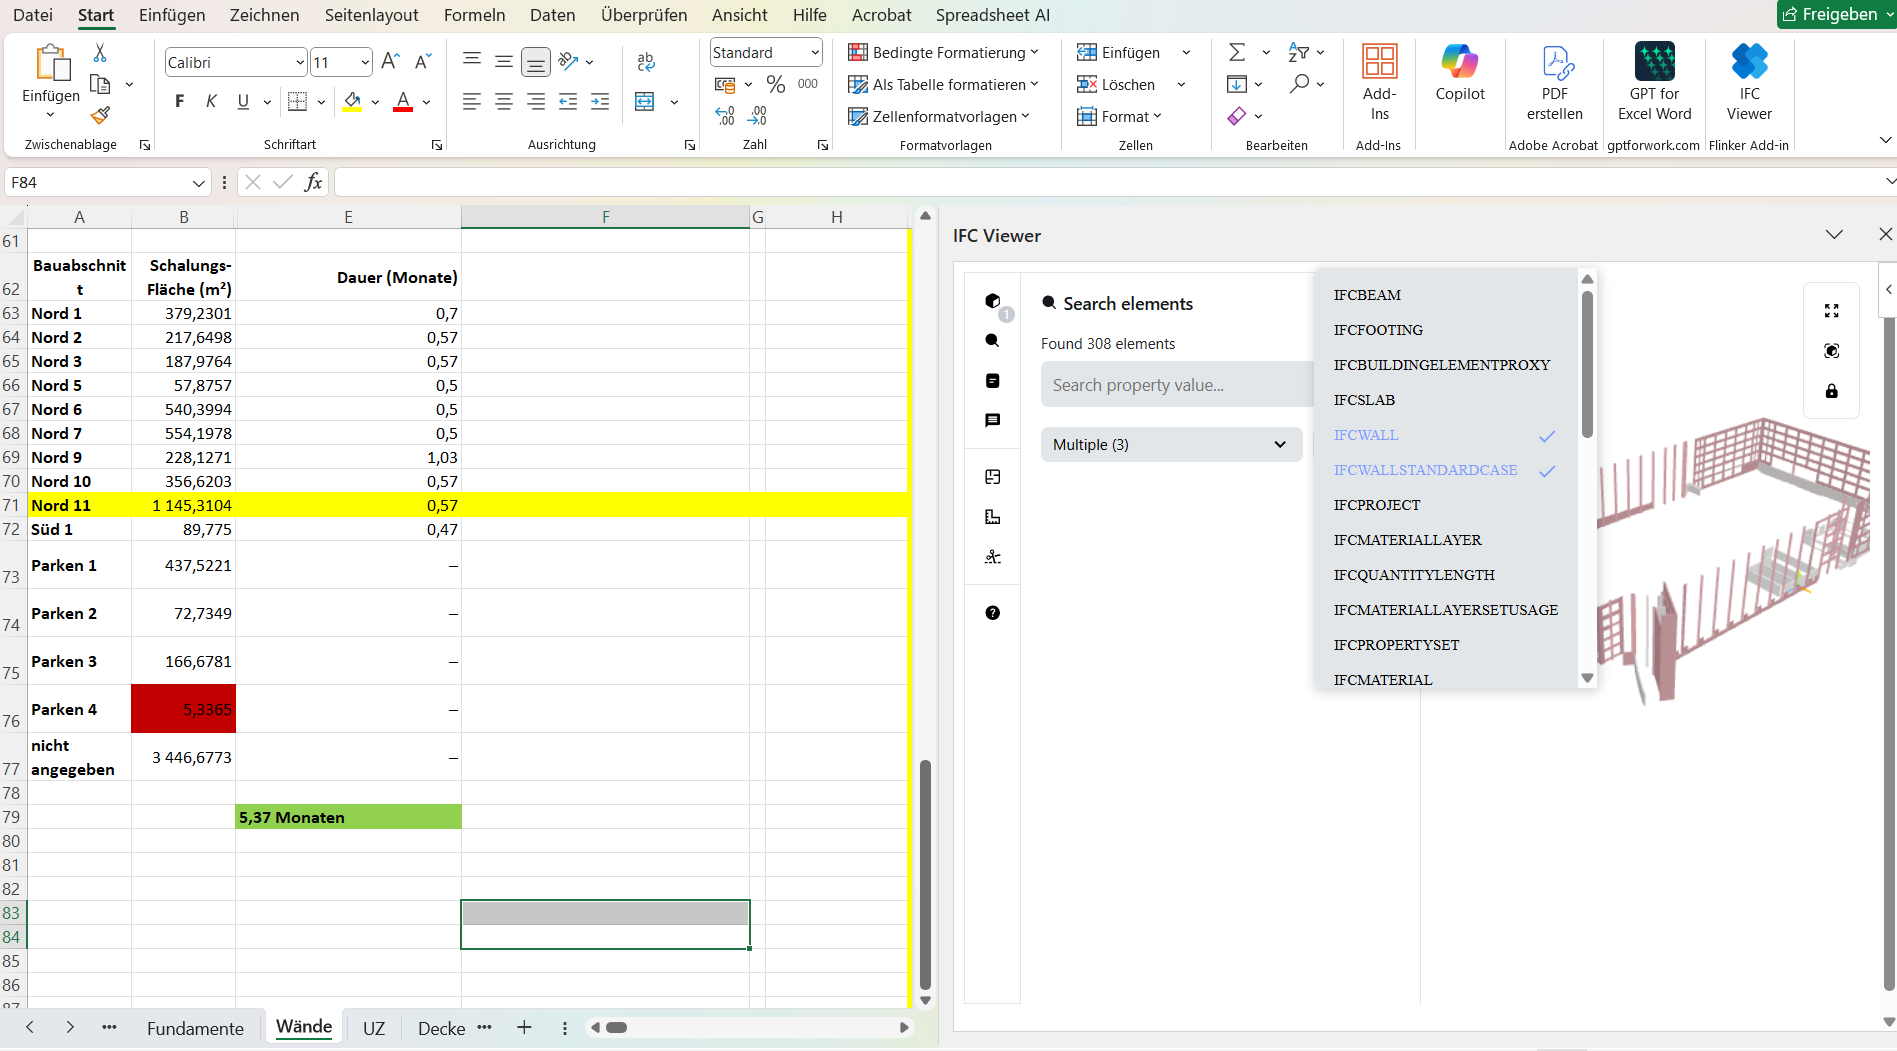 Datei Start Einfügen Zeichnen Seitenlayout Formeln Daten Überprüfen Ansicht Hilfe Acrobat Spreadsheet AI Freigeben
Einfügen
Zwischenablage
Calibri 11
F K U A
Schriftart
ab
Ausrichtung
Standard
% 000
Zahl
Bedingte Formatierung
Als Tabelle formatieren
Zellenformatvorlagen
Formatvorlagen
Einfügen
Löschen
Format
Zellen
Bearbeiten
Add-
Ins
Add-Ins
Copilot
PDF
erstellen
Adobe Acrobat
GPT for
Excel Word
gptforwork.com
IFC
Viewer
Flinker Add-in
F84 fx
A B E F G H
61
62 Bauabschnit
t Schalungs-
Fläche (m²) Dauer (Monate)
63 Nord 1 379,2301 0,7
64 Nord 2 217,6498 0,57
65 Nord 3 187,9764 0,57
66 Nord 5 57,8757 0,5
67 Nord 6 540,3994 0,5
68 Nord 7 554,1978 0,5
69 Nord 9 228,1271 1,03
70 Nord 10 356,6203 0,57
71 Nord 11 1 145,3104 0,57
72 Süd 1 89,775 0,47
73 Parken 1 437,5221 –
74 Parken 2 72,7349 –
75 Parken 3 166,6781 –
76 Parken 4 5,3365 –
77 nicht
angegeben 3 446,6773 –
78
79 5,37 Monaten
80
81
82
83
84
85
86
87
Fundamente Wände UZ Decke
IFC Viewer
1
Search elements
Found 308 elements
Search property value...
Multiple (3)
IFCBEAM
IFCFOOTING
IFCBUILDINGELEMENTPROXY
IFCSLAB
IFCWALL
IFCWALLSTANDARDCASE
IFCPROJECT
IFCMATERIALLAYER
IFCQUANTITYLENGTH
IFCMATERIALLAYERSETUSAGE
IFCPROPERTYSET
IFCMATERIAL